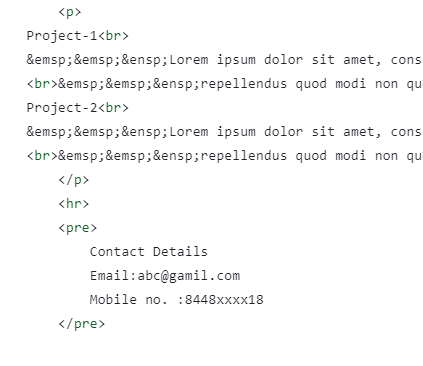 <p>
Project-1<br>
&emsp;&emsp;&ensp;Lorem ipsum dolor sit amet, cons
<br>&emsp;&emsp;&ensp;repellendus quod modi non qu
Project-2<br>
&emsp;&emsp;&ensp;Lorem ipsum dolor sit amet, cons
<br>&emsp;&emsp;&ensp;repellendus quod modi non qu
</p>
<hr>
<pre>
Contact Details
Email:abc@gamil.com
Mobile no. :8448xxxx18
</pre>